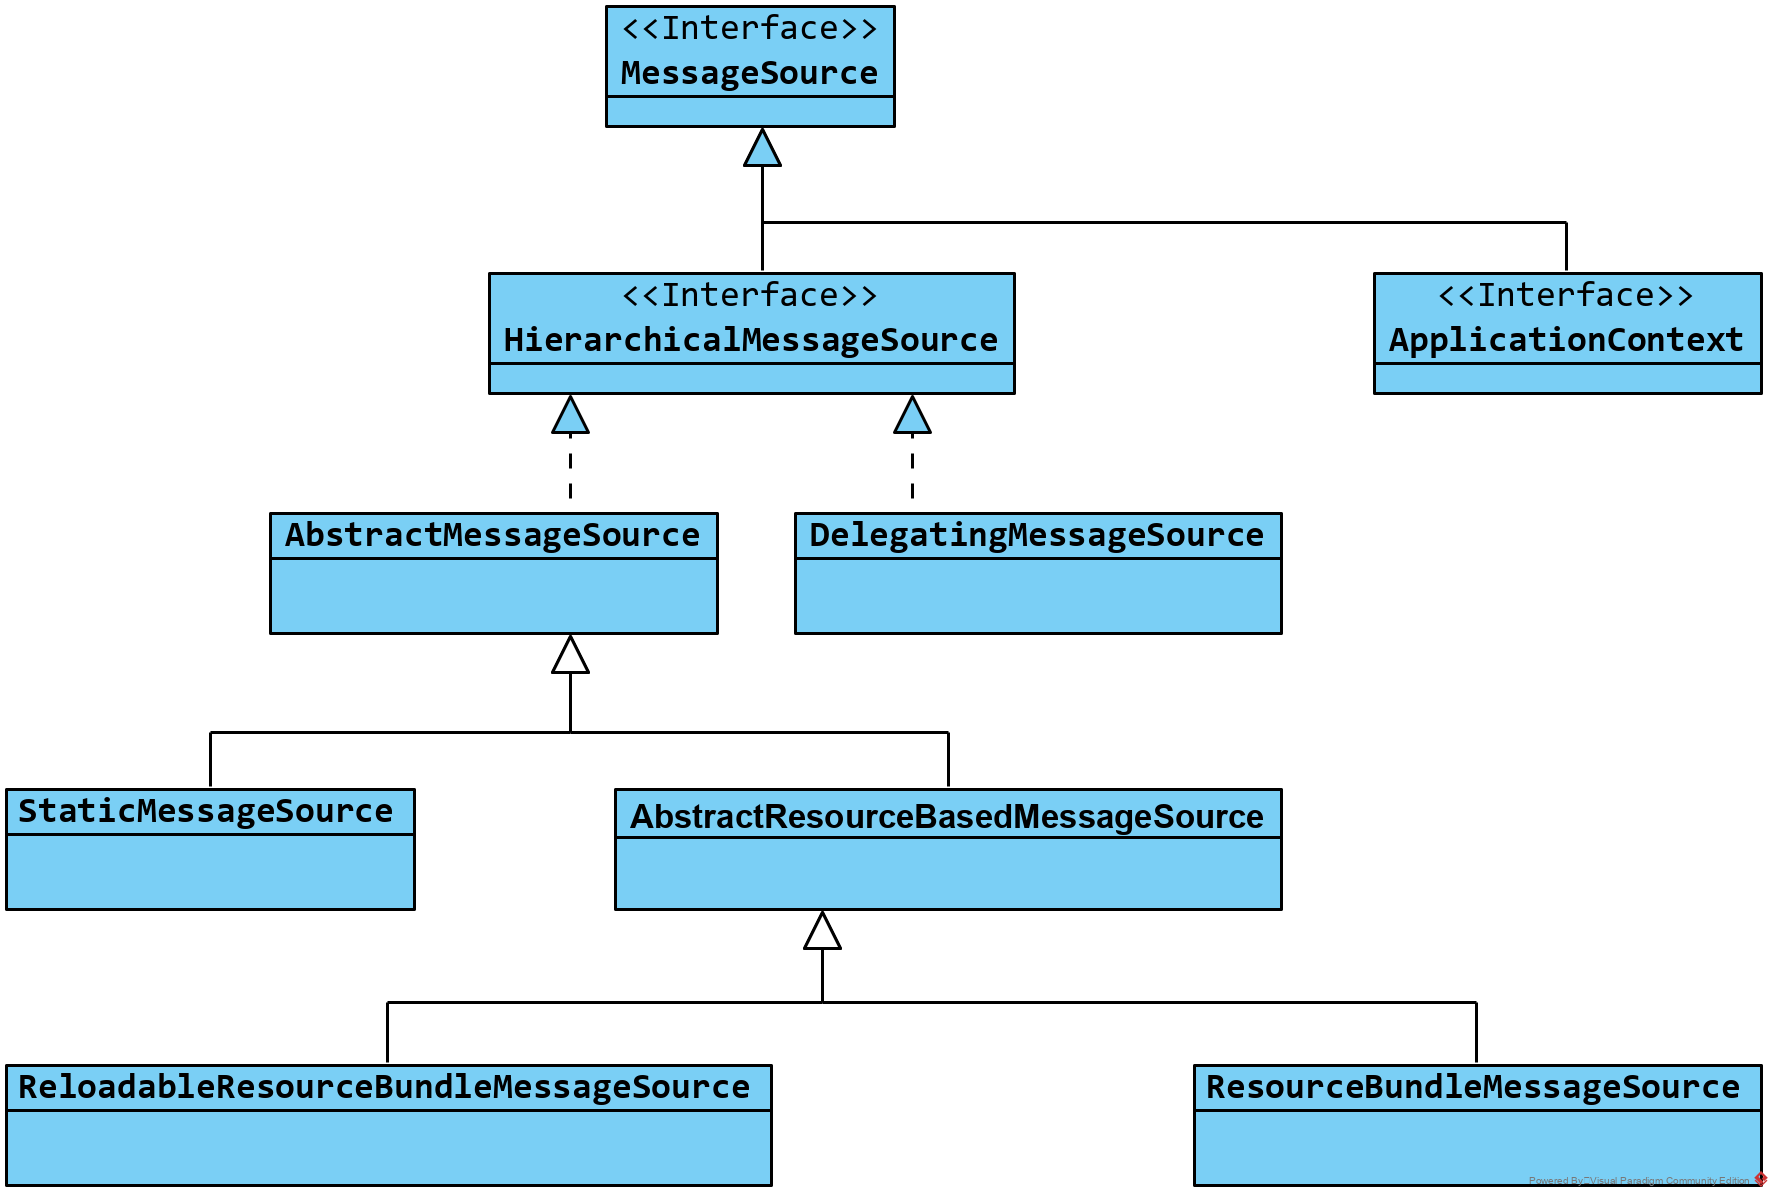 <<Interface>>
MessageSource
<<Interface>>
HierarchicalMessageSource
<<Interface>>
ApplicationContext
AbstractMessageSource
DelegatingMessageSource
StaticMessageSource
AbstractResourceBasedMessageSource
ReloadableResourceBundleMessageSource
ResourceBundleMessageSource
Powered By Visual Paradigm Community Edition